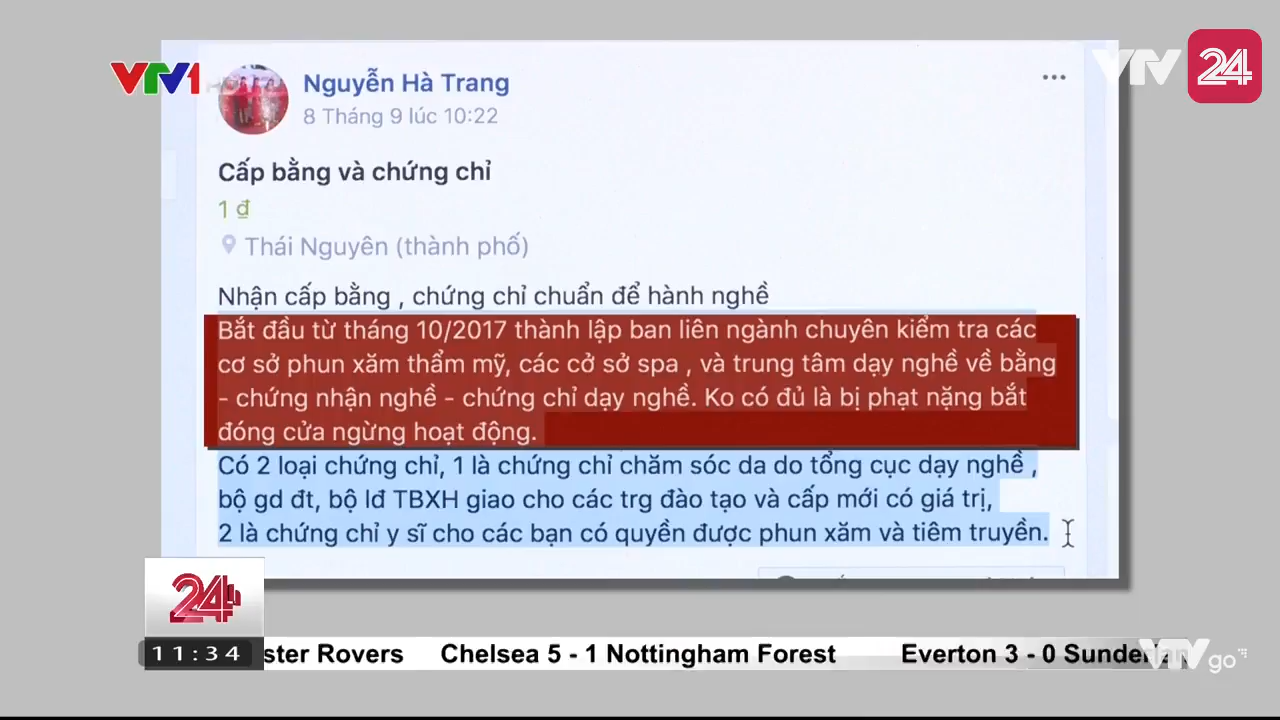 VTV1
VTV 24
Nguyễn Hà Trang
8 Tháng 9 lúc 10:22
Cấp bằng và chứng chỉ
1 ₫
Thái Nguyên (thành phố)
Nhận cấp bằng , chứng chỉ chuẩn để hành nghề
Bắt đầu từ tháng 10/2017 thành lập ban liên ngành chuyên kiểm tra các
cơ sở phun xăm thẩm mỹ, các cở sở spa , và trung tâm dạy nghề về bằng
- chứng nhận nghề - chứng chỉ dạy nghề. Ko có đủ là bị phạt nặng bắt
đóng cửa ngừng hoạt động.
Có 2 loại chứng chỉ, 1 là chứng chỉ chăm sóc da do tổng cục dạy nghề ,
bộ gd đt, bộ lđ TBXH giao cho các trg đào tạo và cấp mới có giá trị,
2 là chứng chỉ y sĩ cho các bạn có quyền được phun xăm và tiêm truyền.
24h
11:34 ster Rovers Chelsea 5 - 1 Nottingham Forest Everton 3 - 0
VTV go